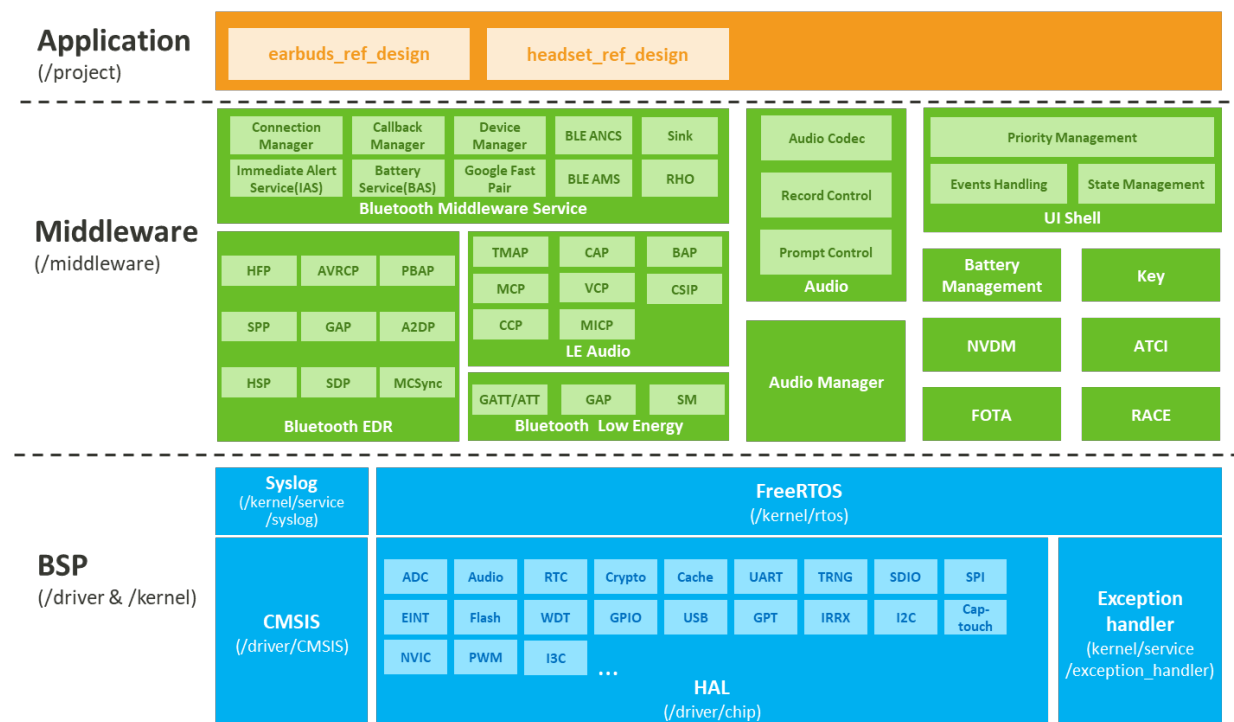 Application
(/project)
earbuds_ref_design
headset_ref_design
Middleware
(/middleware)
Connection
Manager
Callback
Manager
Device
Manager
BLE ANCS
Sink
Immediate Alert
Service(IAS)
Battery
Service(BAS)
Google Fast
Pair
BLE AMS
RHO
Bluetooth Middleware Service
HFP
AVRCP
PBAP
SPP
GAP
A2DP
HSP
SDP
MCSync
Bluetooth EDR
TMAP
CAP
BAP
MCP
VCP
CSIP
CCP
MICP
LE Audio
GATT/ATT
GAP
SM
Bluetooth Low Energy
Audio Codec
Record Control
Prompt Control
Audio
Audio Manager
Priority Management
Events Handling
State Management
UI Shell
Battery
Management
Key
NVDM
ATCI
FOTA
RACE
BSP
(/driver & /kernel)
Syslog
(/kernel/service
/syslog)
FreeRTOS
(/kernel/rtos)
CMSIS
(/driver/CMSIS)
ADC
Audio
RTC
Crypto
Cache
UART
TRNG
SDIO
SPI
EINT
Flash
WDT
GPIO
USB
GPT
IRRX
I2C
Cap-
touch
NVIC
PWM
I3C
...
HAL
(/driver/chip)
Exception
handler
(kernel/service
/exception_handler)